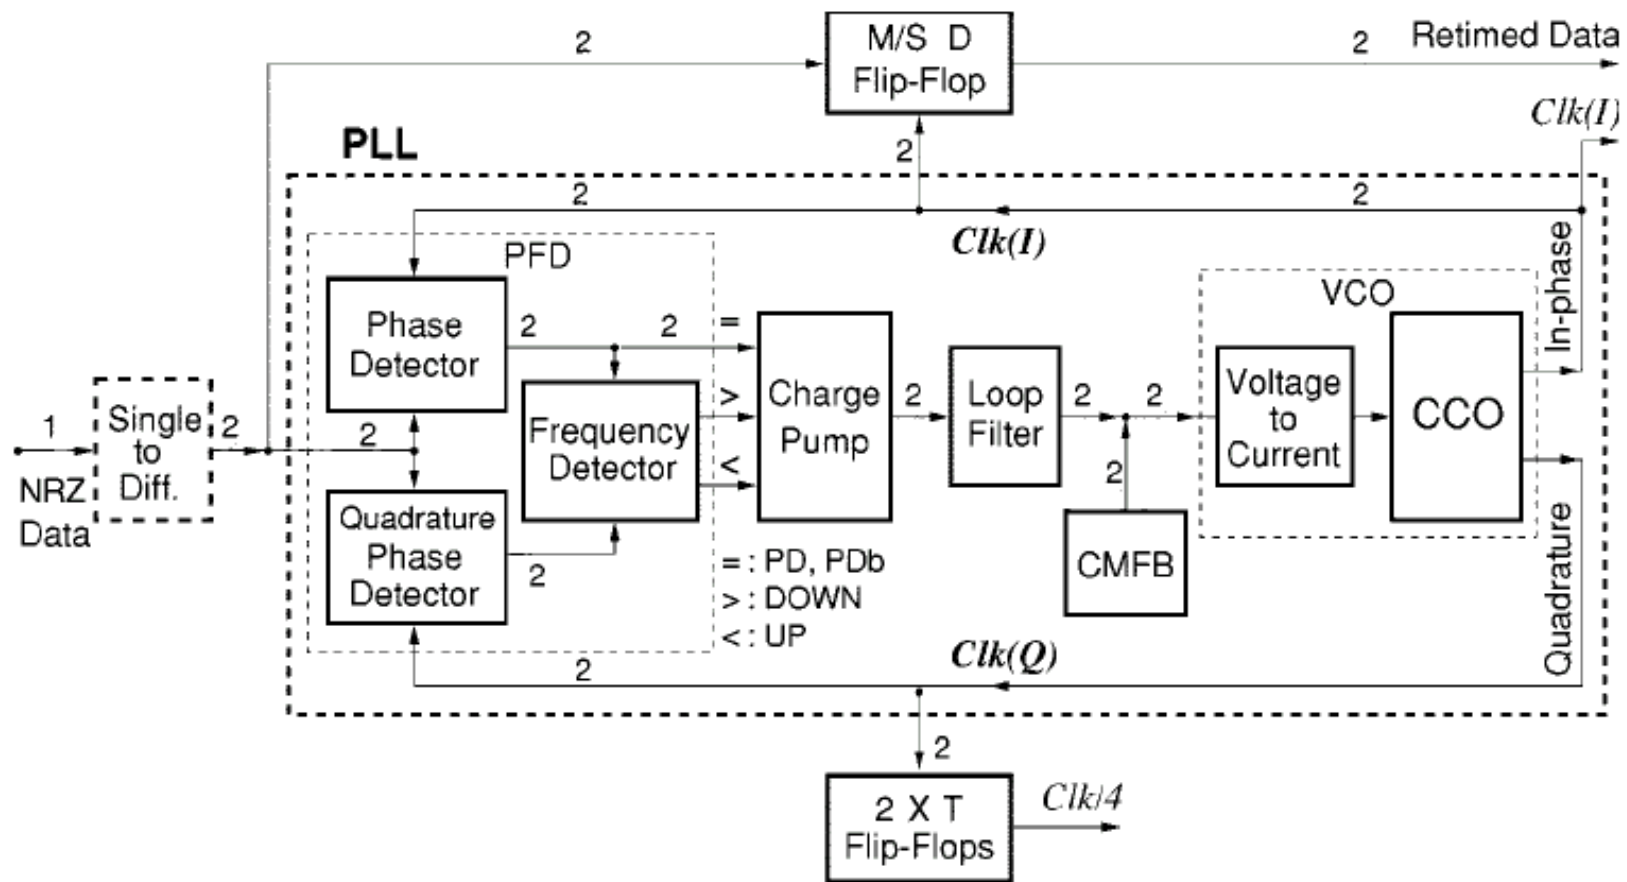 M/S D
Flip-Flop
2
2
Retimed Data
Clk(I)
PLL
2
2
2
Clk(I)
PFD
Phase
Detector
2
2
=
>
<
Frequency
Detector
Charge
Pump
2
Loop
Filter
2
2
VCO
Voltage
to
Current
CCO
In-phase
1
NRZ
Data
Single
to
Diff.
2
2
Quadrature
Phase
Detector
2
2
CMFB
Quadrature
= : PD, PDb
> : DOWN
< : UP
2
Clk(Q)
2
2 X T
Flip-Flops
Clk/4